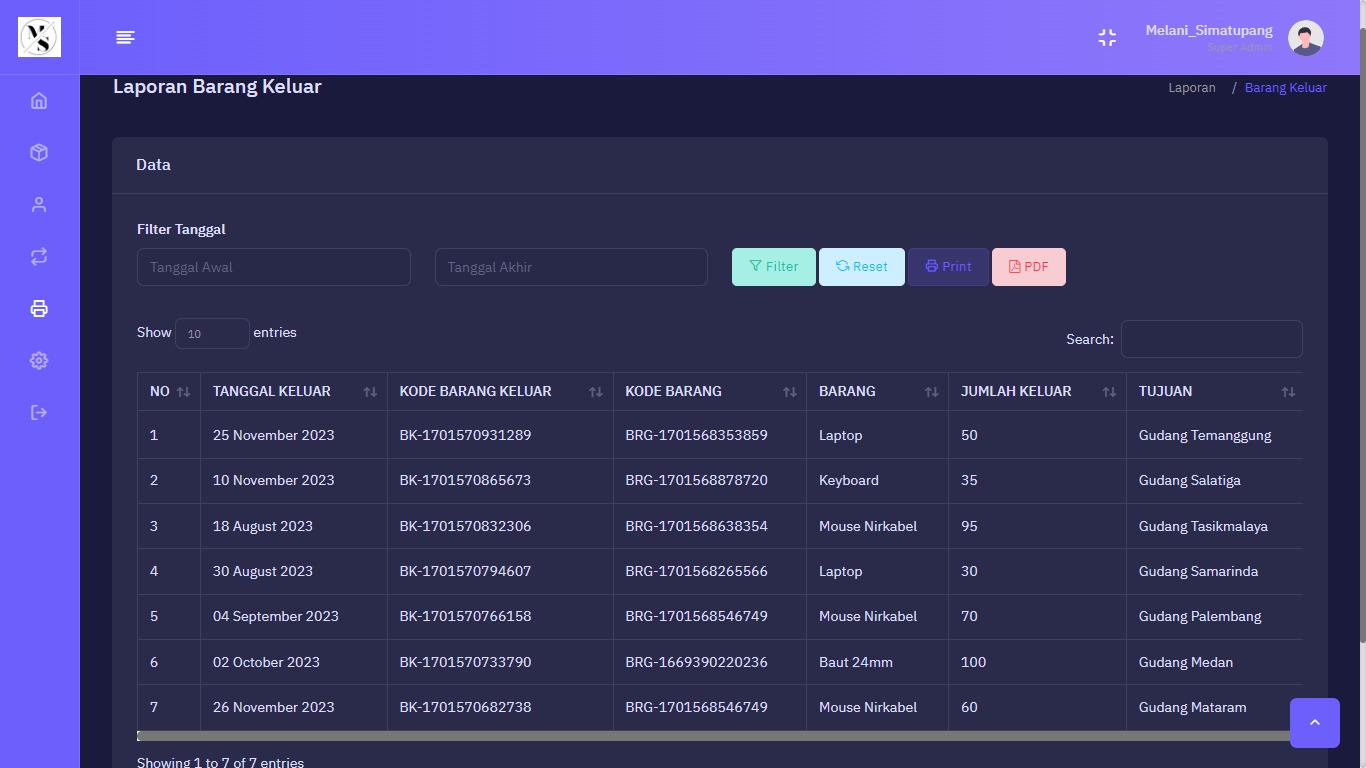 MS
Melani_Simatupang
Super Admin
Laporan Barang Keluar
Laporan / Barang Keluar
Data
Filter Tanggal
Tanggal Awal Tanggal Akhir Filter Reset Print PDF
Show 10 entries
Search:
NO TANGGAL KELUAR KODE BARANG KELUAR KODE BARANG BARANG JUMLAH KELUAR TUJUAN
1 25 November 2023 BK-1701570931289 BRG-1701568353859 Laptop 50 Gudang Temanggung
2 10 November 2023 BK-1701570865673 BRG-1701568878720 Keyboard 35 Gudang Salatiga
3 18 August 2023 BK-1701570832306 BRG-1701568638354 Mouse Nirkabel 95 Gudang Tasikmalaya
4 30 August 2023 BK-1701570794607 BRG-1701568265566 Laptop 30 Gudang Samarinda
5 04 September 2023 BK-1701570766158 BRG-1701568546749 Mouse Nirkabel 70 Gudang Palembang
6 02 October 2023 BK-1701570733790 BRG-1669390220236 Baut 24mm 100 Gudang Medan
7 26 November 2023 BK-1701570682738 BRG-1701568546749 Mouse Nirkabel 60 Gudang Mataram
Showing 1 to 7 of 7 entries